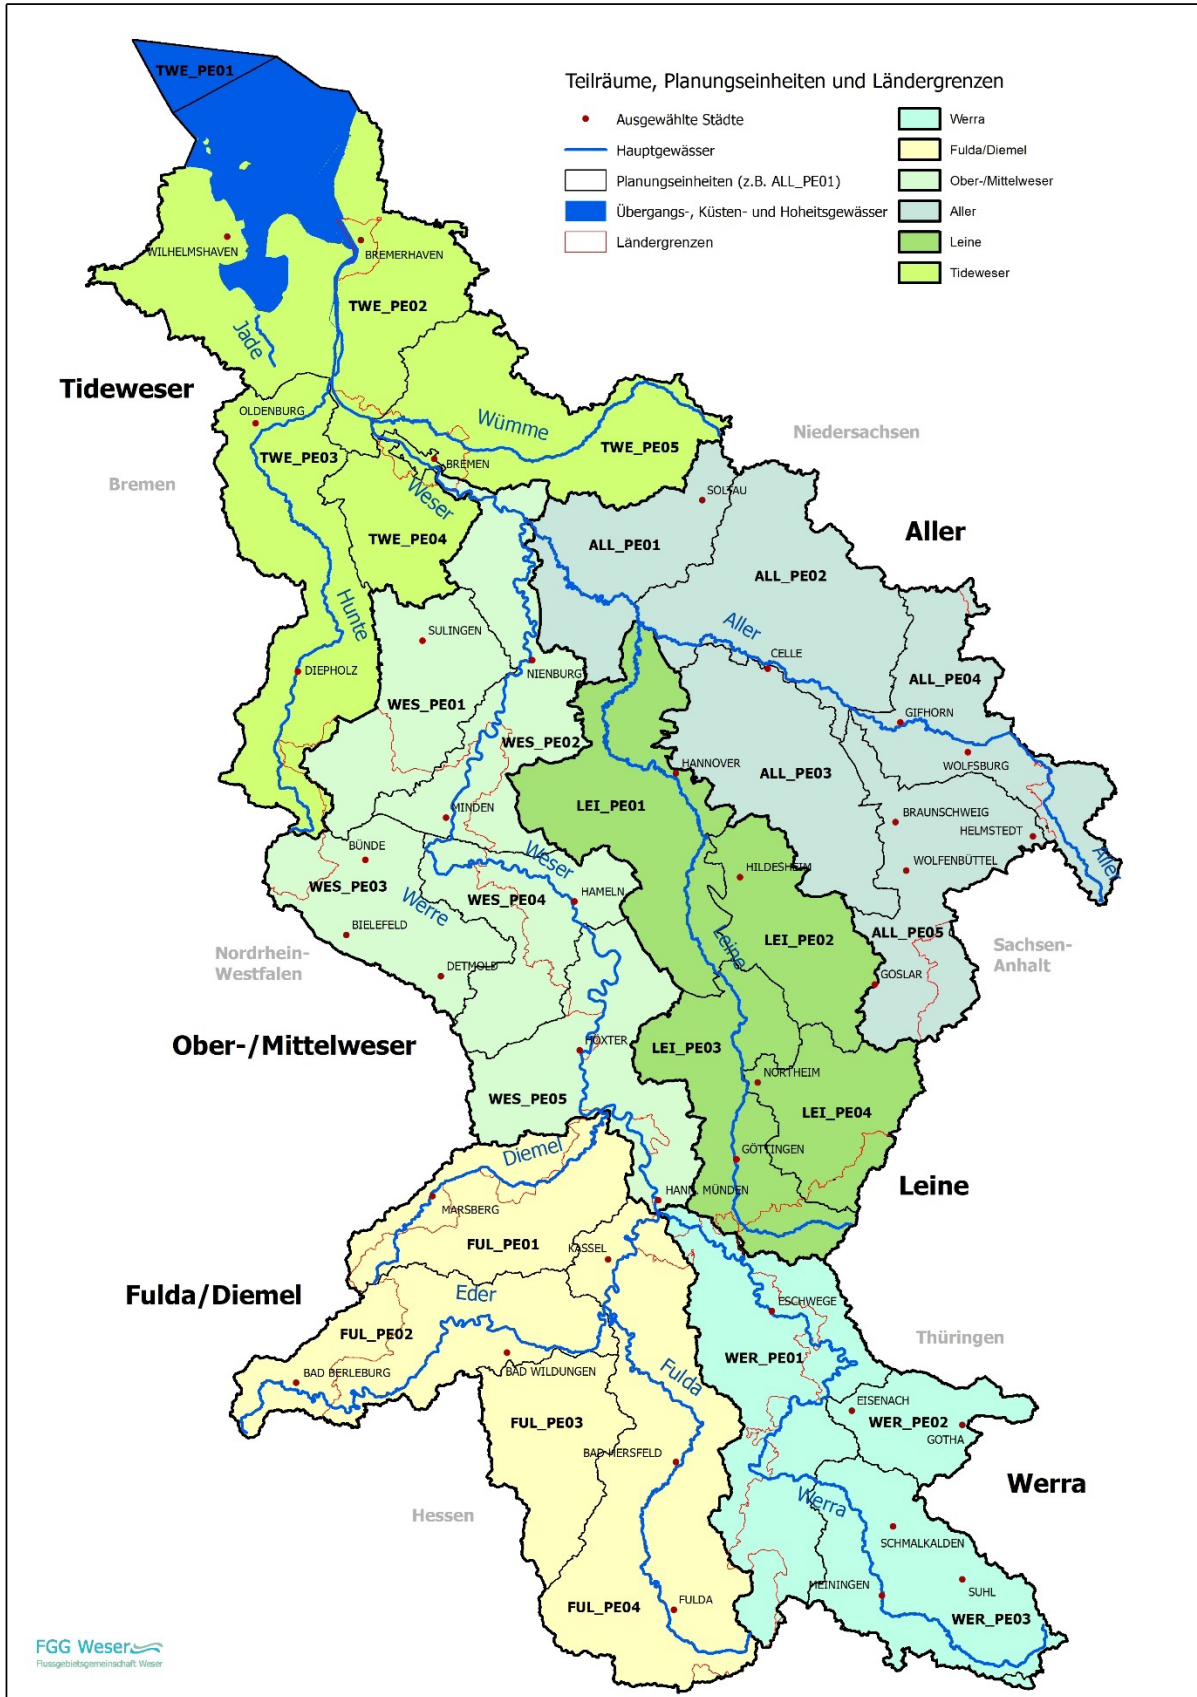 TWE_PE01
Teilräume, Planungseinheiten und Ländergrenzen
Ausgewählte Städte
Hauptgewässer
Planungseinheiten (z.B. ALL_PE01)
Übergangs-, Küsten- und Hoheitsgewässer
Ländergrenzen
Werra
Fulda/Diemel
Ober-/Mittelweser
Aller
Leine
Tideweser
WILHELMSHAVEN
BREMERHAVEN
TWE_PE02
Jade
Tideweser
OLDENBURG
Wümme
Niedersachsen
TWE_PE03
TWE_PE05
BREMEN
Bremen
Weser
SOLTAU
Aller
TWE_PE04
ALL_PE01
ALL_PE02
Hunte
SULINGEN
Aller
CELLE
DIEPHOLZ
NIENBURG
ALL_PE04
WES_PE01
GIFHORN
WES_PE02
WOLFSBURG
HANNOVER
ALL_PE03
LEI_PE01
MINDEN
BRAUNSCHWEIG
HELMSTEDT
BÜNDE
Weser
HILDESHEIM
WOLFENBÜTTEL
Aller
WES_PE03
WES_PE04
HAMELN
Werre
BIELEFELD
LEI_PE02
ALL_PE05
Nordrhein-
Westfalen
Leine
Sachsen-
Anhalt
DETMOLD
GOSLAR
Ober-/Mittelweser
HÖXTER
LEI_PE03
NORTHEIM
WES_PE05
LEI_PE04
Diemel
GÖTTINGEN
Leine
MARSBERG
HANN. MÜNDEN
FUL_PE01
KASSEL
Fulda/Diemel
Eder
ESCHWEGE
FUL_PE02
Thüringen
WER_PE01
BAD BERLEBURG
BAD WILDUNGEN
Fulda
EISENACH
FUL_PE03
WER_PE02
GOTHA
BAD HERSFELD
Werra
Werra
Hessen
SCHMALKALDEN
MEININGEN
SUHL
FUL_PE04
FULDA
WER_PE03
FGG Weser
Flussgebietsgemeinschaft Weser